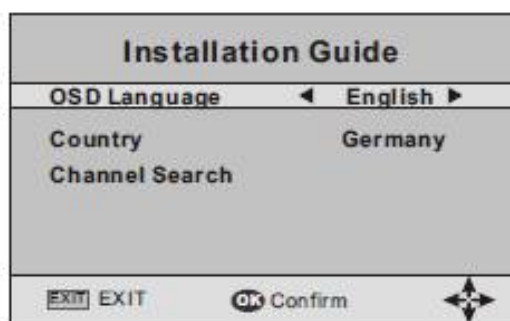 Installation Guide
OSD Language ◀ English ▶
Country Germany
Channel Search
EXIT EXIT OK Confirm